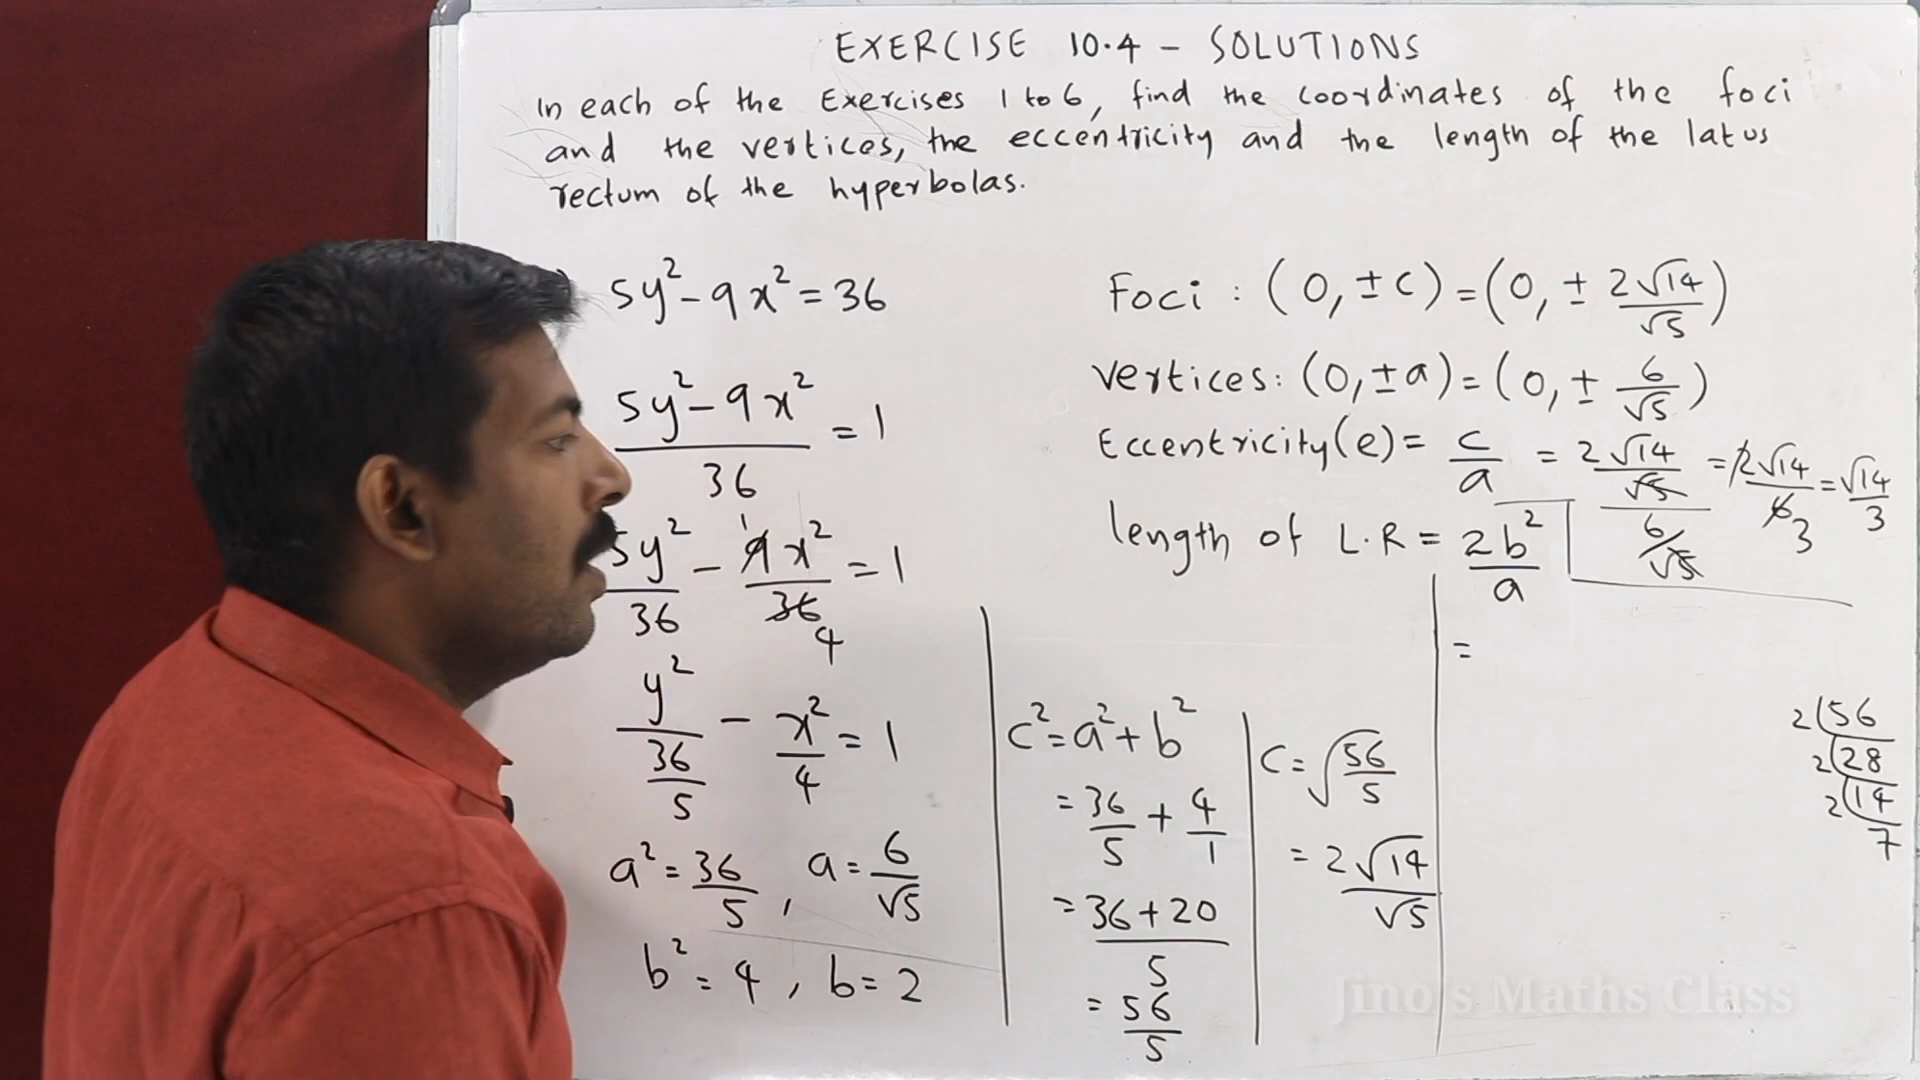 EXERCISE 10.4 - SOLUTIONS
In each of the Exercises 1 to 6, find the coordinates of the foci
and the vertices, the eccentricity and the length of the latus
rectum of the hyperbolas.
5y² - 9x² = 36
(5y² - 9x²)/36 = 1
5y²/36 - 9x²/36 = 1
1
4
y²/(36/5) - x²/4 = 1
a² = 36/5, a = 6/√5
b² = 4, b = 2
c² = a² + b²
= 36/5 + 4/1
= (36+20)/5
= 56/5
c = √(56/5)
= 2√14/√5
Foci : (0, ±c) = (0, ± 2√14/√5)
Vertices: (0, ±a) = (0, ± 6/√5)
Eccentricity(e) = c/a = (2√14/√5)/(6/√5) = 2√14/6 = √14/3
3
length of L.R = 2b²/a
=
2 56
2 28
2 14
7
Jino's Maths Class